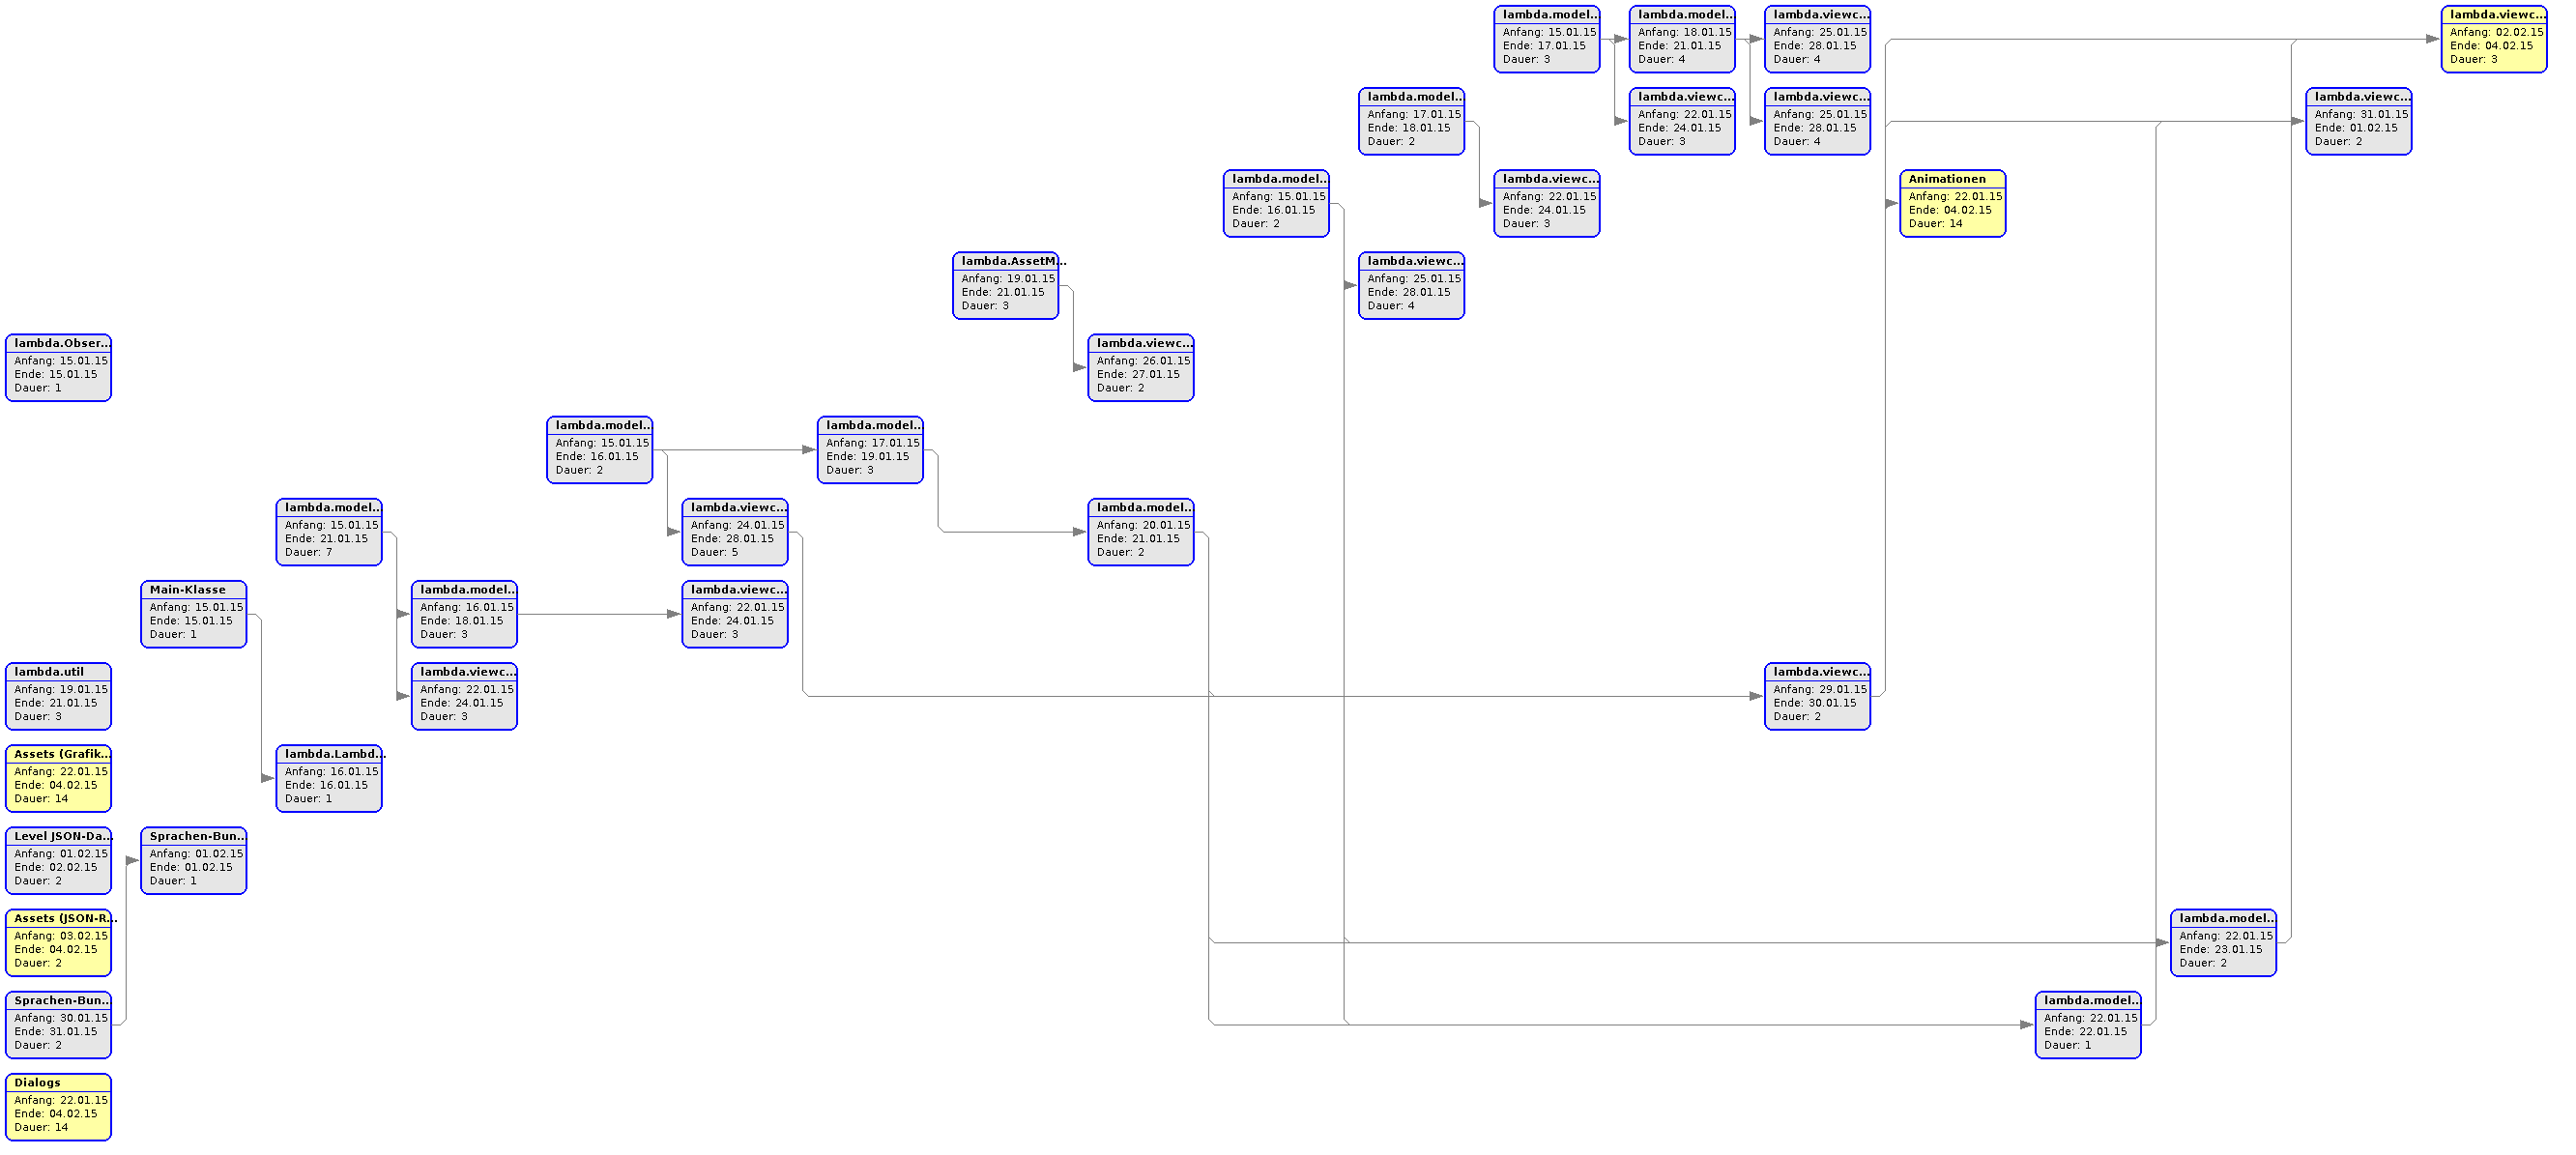 lambda.model...
Anfang: 15.01.15
Ende: 17.01.15
Dauer: 3
lambda.model...
Anfang: 18.01.15
Ende: 21.01.15
Dauer: 4
lambda.viewc...
Anfang: 25.01.15
Ende: 28.01.15
Dauer: 4
lambda.viewc...
Anfang: 02.02.15
Ende: 04.02.15
Dauer: 3
lambda.model...
Anfang: 17.01.15
Ende: 18.01.15
Dauer: 2
lambda.viewc...
Anfang: 22.01.15
Ende: 24.01.15
Dauer: 3
lambda.viewc...
Anfang: 25.01.15
Ende: 28.01.15
Dauer: 4
lambda.viewc...
Anfang: 31.01.15
Ende: 01.02.15
Dauer: 2
lambda.model...
Anfang: 15.01.15
Ende: 16.01.15
Dauer: 2
lambda.viewc...
Anfang: 22.01.15
Ende: 24.01.15
Dauer: 3
Animationen
Anfang: 22.01.15
Ende: 04.02.15
Dauer: 14
lambda.AssetM...
Anfang: 19.01.15
Ende: 21.01.15
Dauer: 3
lambda.viewc...
Anfang: 25.01.15
Ende: 28.01.15
Dauer: 4
lambda.Obser...
Anfang: 15.01.15
Ende: 15.01.15
Dauer: 1
lambda.viewc...
Anfang: 26.01.15
Ende: 27.01.15
Dauer: 2
lambda.model...
Anfang: 15.01.15
Ende: 16.01.15
Dauer: 2
lambda.model...
Anfang: 17.01.15
Ende: 19.01.15
Dauer: 3
lambda.model...
Anfang: 15.01.15
Ende: 21.01.15
Dauer: 7
lambda.viewc...
Anfang: 24.01.15
Ende: 28.01.15
Dauer: 5
lambda.model...
Anfang: 20.01.15
Ende: 21.01.15
Dauer: 2
Main-Klasse
Anfang: 15.01.15
Ende: 15.01.15
Dauer: 1
lambda.model...
Anfang: 16.01.15
Ende: 18.01.15
Dauer: 3
lambda.viewc...
Anfang: 22.01.15
Ende: 24.01.15
Dauer: 3
lambda.util
Anfang: 19.01.15
Ende: 21.01.15
Dauer: 3
lambda.viewc...
Anfang: 22.01.15
Ende: 24.01.15
Dauer: 3
lambda.viewc...
Anfang: 29.01.15
Ende: 30.01.15
Dauer: 2
Assets (Grafik...
Anfang: 22.01.15
Ende: 04.02.15
Dauer: 14
lambda.Lambd...
Anfang: 16.01.15
Ende: 16.01.15
Dauer: 1
Level JSON-Da...
Anfang: 01.02.15
Ende: 02.02.15
Dauer: 2
Sprachen-Bun...
Anfang: 01.02.15
Ende: 01.02.15
Dauer: 1
Assets (JSON-R...
Anfang: 03.02.15
Ende: 04.02.15
Dauer: 2
lambda.model...
Anfang: 22.01.15
Ende: 23.01.15
Dauer: 2
Sprachen-Bun...
Anfang: 30.01.15
Ende: 31.01.15
Dauer: 2
lambda.model...
Anfang: 22.01.15
Ende: 22.01.15
Dauer: 1
Dialogs
Anfang: 22.01.15
Ende: 04.02.15
Dauer: 14